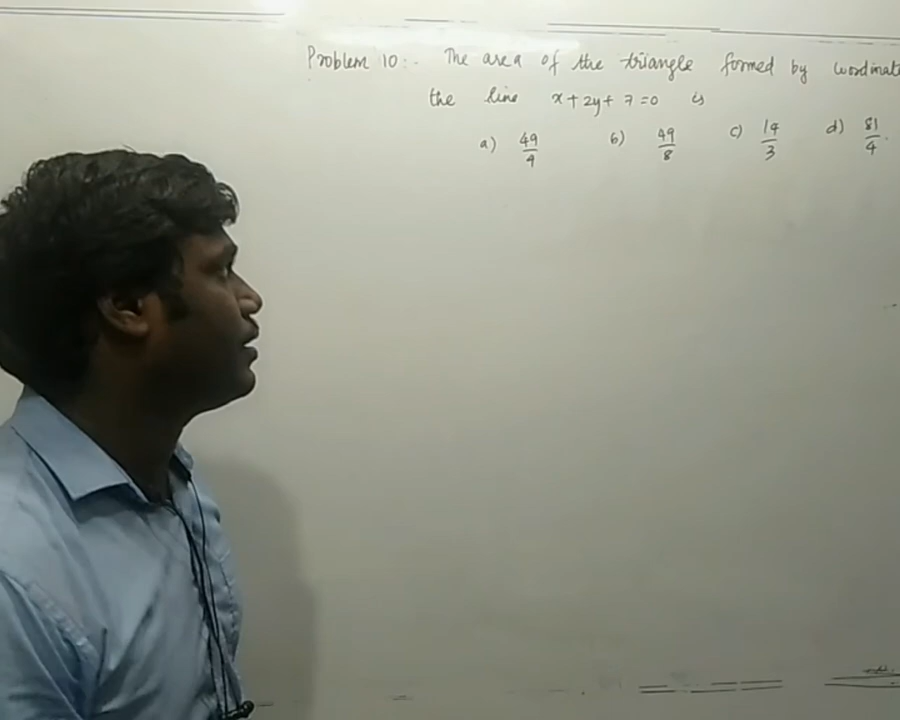 Problem 10:- The area of the triangle formed by coordinate
the line x+2y+7=0 is
a) 49/4 b) 49/8 c) 14/3 d) 81/4.